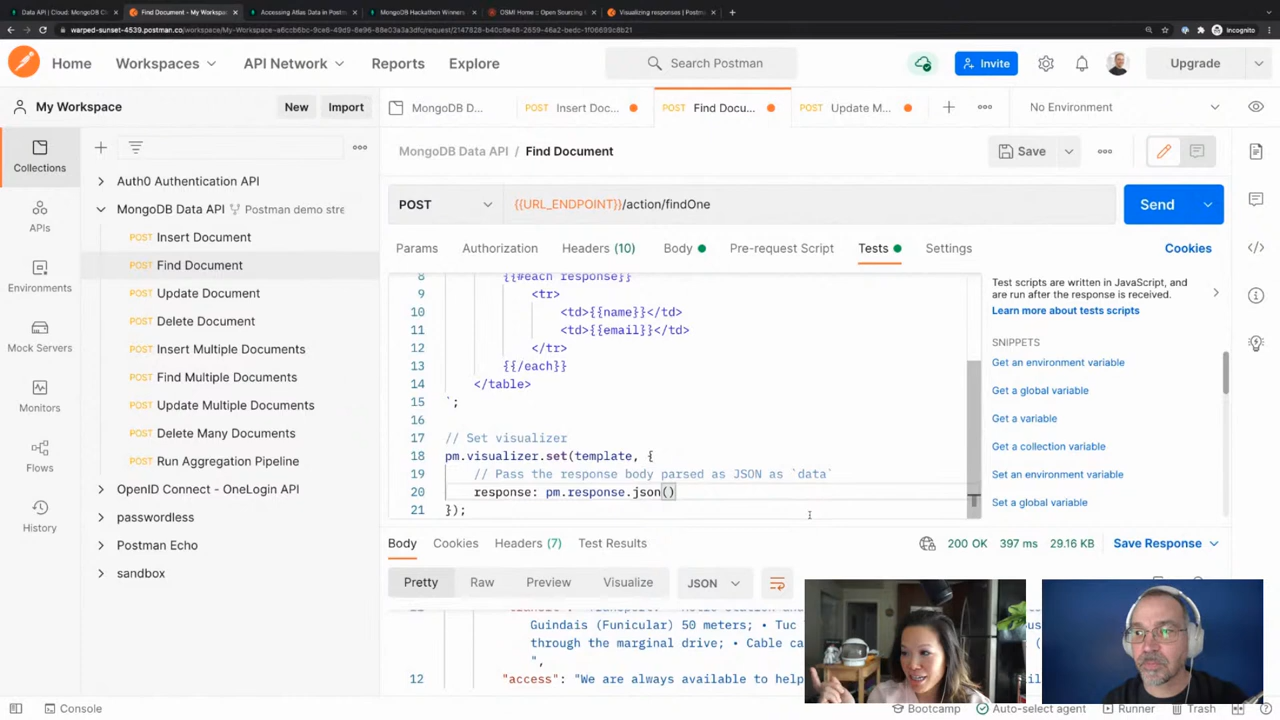 Data API | Cloud: MongoDB Cl
Find Document - My Workspa
Accessing Atlas Data in Postm
MongoDB Hackathon Winners
OSMI Home :: Open Sourcing
Visualizing responses | Postm
Incognito
Home
Workspaces
API Network
Reports
Explore
Search Postman
Invite
Upgrade
My Workspace
New
Import
MongoDB D...
POST Insert Doc...
POST Find Docu...
POST Update M...
No Environment
Collections
APIs
Environments
Mock Servers
Monitors
Flows
History
Auth0 Authentication API
MongoDB Data API Postman demo stre
POST Insert Document
POST Find Document
POST Update Document
POST Delete Document
POST Insert Multiple Documents
POST Find Multiple Documents
POST Update Multiple Documents
POST Delete Many Documents
POST Run Aggregation Pipeline
OpenID Connect - OneLogin API
passwordless
Postman Echo
sandbox
MongoDB Data API / Find Document
Save
POST
{{URL_ENDPOINT}}/action/findOne
Send
Params
Authorization
Headers (10)
Body
Pre-request Script
Tests
Settings
Cookies
8 {{#each response}}
9 <tr>
10 <td>{{name}}</td>
11 <td>{{email}}</td>
12 </tr>
13 {{/each}}
14 </table>
15 `;
16
17 // Set visualizer
18 pm.visualizer.set(template, {
19 // Pass the response body parsed as JSON as `data`
20 response: pm.response.json()
21 });
Test scripts are written in JavaScript, and
are run after the response is received.
Learn more about tests scripts
SNIPPETS
Get an environment variable
Get a global variable
Get a variable
Get a collection variable
Set an environment variable
Set a global variable
Body
Cookies
Headers (7)
Test Results
200 OK 397 ms 29.16 KB
Save Response
Pretty
Raw
Preview
Visualize
JSON
Guindais (Funicular) 50 meters; • Tuc
through the marginal drive; • Cable ca
",
12 "access": "We are always available to help
Console
Bootcamp
Auto-select agent
Runner
Trash